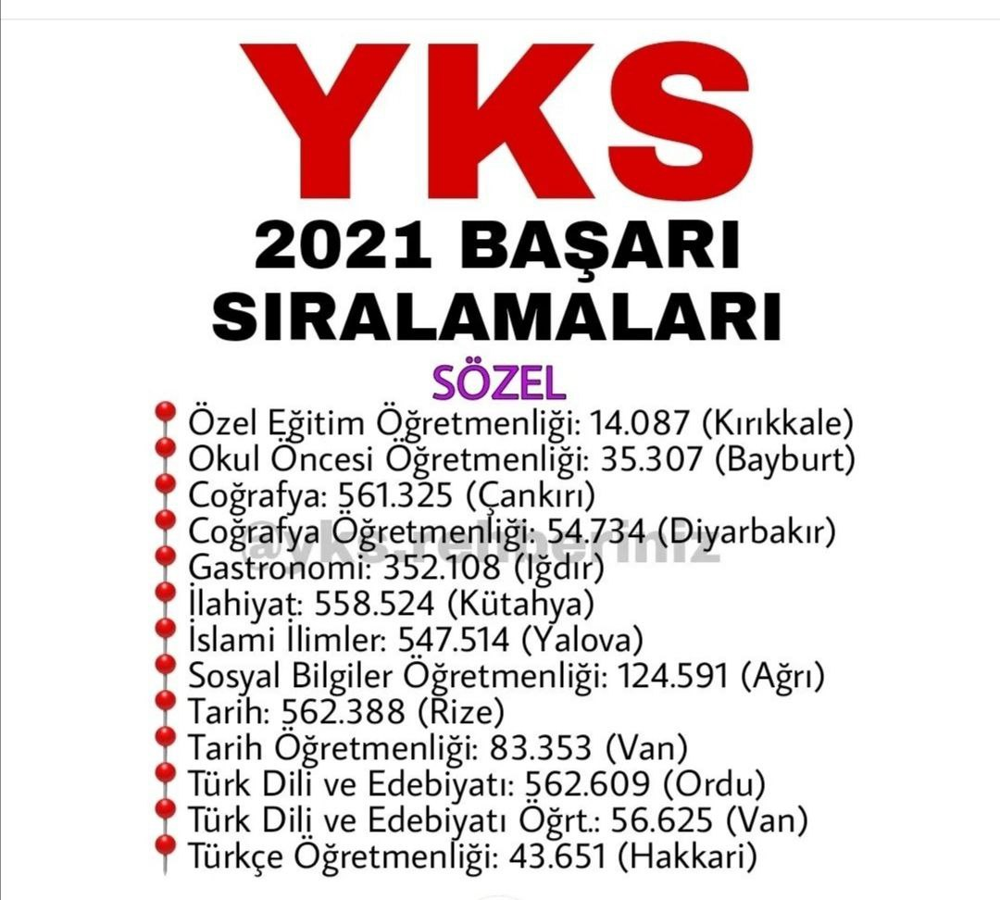 YKS
2021 BAŞARI
SIRALAMALARI
SÖZEL
Özel Eğitim Öğretmenliği: 14.087 (Kırıkkale)
Okul Öncesi Öğretmenliği: 35.307 (Bayburt)
Coğrafya: 561.325 (Çankırı)
Coğrafya Öğretmenliği: 54.734 (Diyarbakır)
@yks.rehberiniz
Gastronomi: 352.108 (Iğdır)
İlahiyat: 558.524 (Kütahya)
İslami İlimler: 547.514 (Yalova)
Sosyal Bilgiler Öğretmenliği: 124.591 (Ağrı)
Tarih: 562.388 (Rize)
Tarih Öğretmenliği: 83.353 (Van)
Türk Dili ve Edebiyatı: 562.609 (Ordu)
Türk Dili ve Edebiyatı Öğrt.: 56.625 (Van)
Türkçe Öğretmenliği: 43.651 (Hakkari)